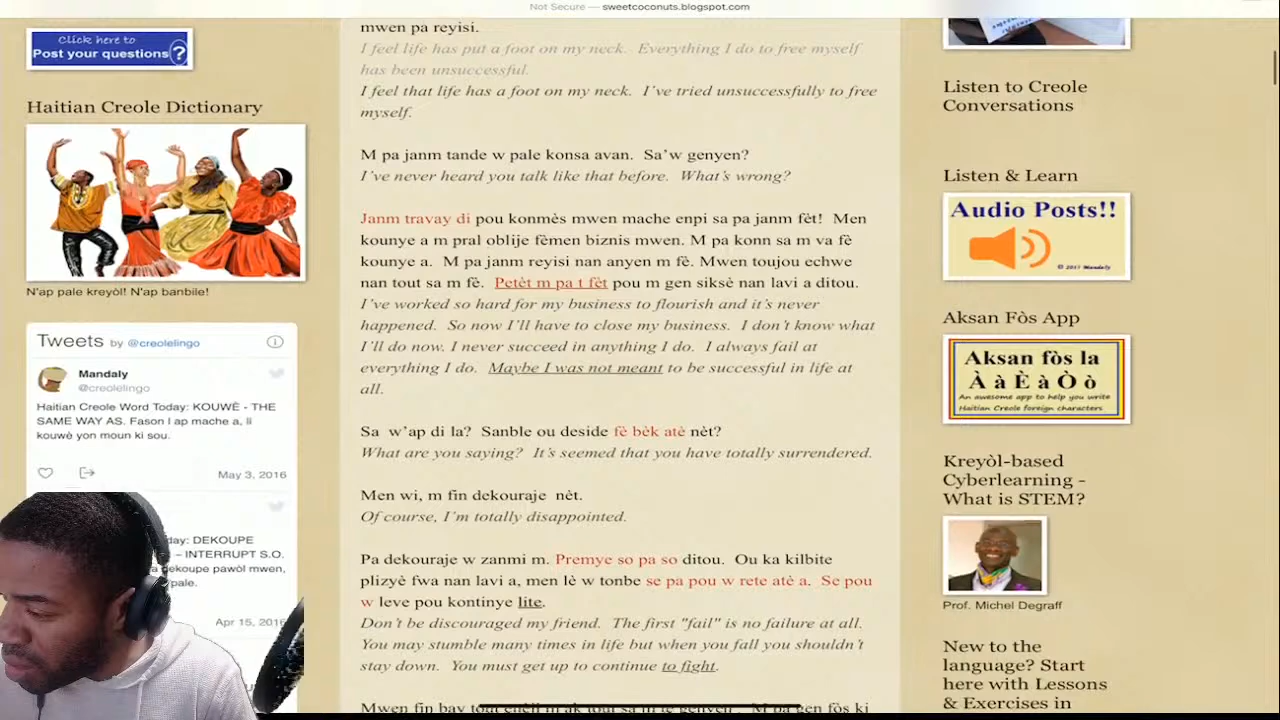 Not Secure — sweetcoconuts.blogspot.com
Click here to
Post your questions ?
Haitian Creole Dictionary
N'ap pale kreyòl! N'ap banbile!
Tweets by @creolelingo
Mandaly
@creolelingo
Haitian Creole Word Today: KOUWÈ - THE
SAME WAY AS. Fason l ap mache a, li
kouwè yon moun ki sou.
May 3, 2016
day: DEKOUPE
– INTERRUPT S.O.
a dekoupe pawòl mwen,
pale.
Apr 15, 2016
mwen pa reyisi.
I feel life has put a foot on my neck. Everything I do to free myself
has been unsuccessful.
I feel that life has a foot on my neck. I've tried unsuccessfully to free
myself.
M pa janm tande w pale konsa avan. Sa'w genyen?
I've never heard you talk like that before. What's wrong?
Janm travay di pou konmès mwen mache enpi sa pa janm fèt! Men
kounye a m pral oblije fèmen biznis mwen. M pa konn sa m va fè
kounye a. M pa janm reyisi nan anyen m fè. Mwen toujou echwe
nan tout sa m fè. Petèt m pa t fèt pou m gen siksè nan lavi a ditou.
I've worked so hard for my business to flourish and it's never
happened. So now I'll have to close my business. I don't know what
I'll do now. I never succeed in anything I do. I always fail at
everything I do. Maybe I was not meant to be successful in life at
all.
Sa w'ap di la? Sanble ou deside fè bèk atè nèt?
What are you saying? It's seemed that you have totally surrendered.
Men wi, m fin dekouraje nèt.
Of course, I'm totally disappointed.
Pa dekouraje w zanmi m. Premye so pa so ditou. Ou ka kilbite
plizyè fwa nan lavi a, men lè w tonbe se pa pou w rete atè a. Se pou
w leve pou kontinye lite.
Don't be discouraged my friend. The first "fail" is no failure at all.
You may stumble many times in life but when you fall you shouldn't
stay down. You must get up to continue to fight.
Mwen fin bay tout enèji m ak tout sa m te genyen. M pa gen fòs ki
Listen to Creole
Conversations
Listen & Learn
Audio Posts!!
© 2015 Mandaly
Aksan Fòs App
Aksan fòs la
À à È à Ò ò
An awesome app to help you write
Haitian Creole foreign characters
Kreyòl-based
Cyberlearning -
What is STEM?
Prof. Michel Degraff
New to the
language? Start
here with Lessons
& Exercises in